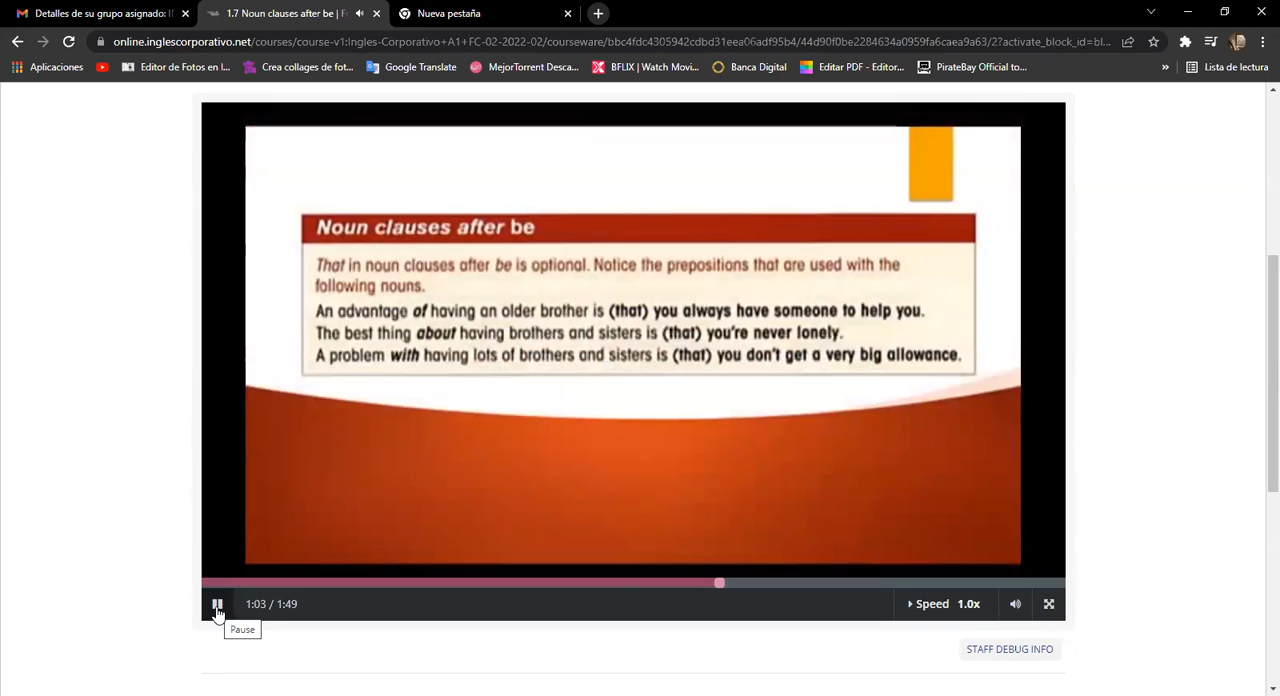 Detalles de su grupo asignado: 1
1.7 Noun clauses after be | Fr
Nueva pestaña
online.inglescorporativo.net/courses/course-v1:Ingles-Corporativo+A1+FC-02-2022-02/courseware/bbc4fdc4305942cdbd31eea06adf95b4/44d90f0be2284634a0959fa6caea9a63/2?activate_block_id=bl...
Aplicaciones
Editor de Fotos en l...
Crea collages de fot...
Google Translate
MejorTorrent Desca...
BFLIX | Watch Movi...
Banca Digital
Editar PDF - Editor...
PirateBay Official to...
»
Lista de lectura
Noun clauses after be
That in noun clauses after be is optional. Notice the prepositions that are used with the
following nouns.
An advantage of having an older brother is (that) you always have someone to help you.
The best thing about having brothers and sisters is (that) you're never lonely.
A problem with having lots of brothers and sisters is (that) you don't get a very big allowance.
1:03 / 1:49
Speed 1.0x
Pause
STAFF DEBUG INFO